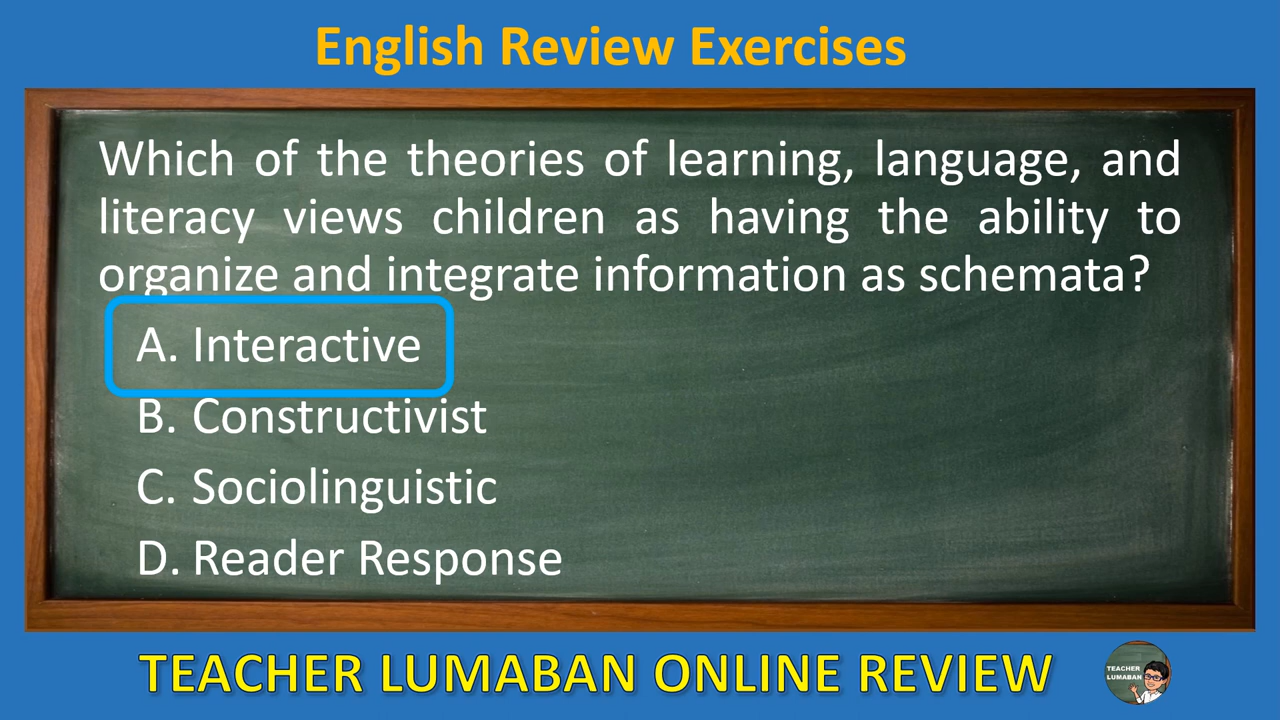 English Review Exercises
Which of the theories of learning, language, and
literacy views children as having the ability to
organize and integrate information as schemata?
A. Interactive
B. Constructivist
C. Sociolinguistic
D. Reader Response
TEACHER LUMABAN ONLINE REVIEW
TEACHER
LUMABAN